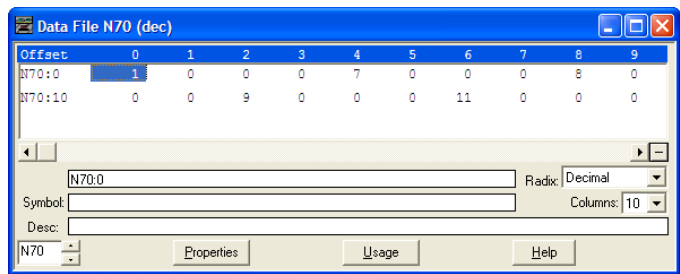 Data File N70 (dec)
Offset 0 1 2 3 4 5 6 7 8 9
N70:0 1 0 0 0 7 0 0 0 8 0
N70:10 0 0 9 0 0 0 11 0 0 0
N70:0 Radix: Decimal
Symbol: Columns: 10
Desc:
N70 Properties Usage Help